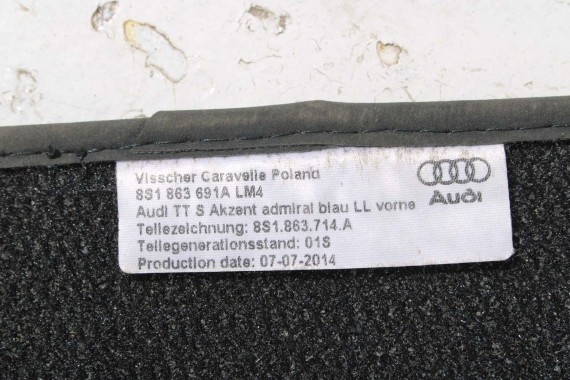 Visscher Caravelle Poland
8S1 863 691A LM4
Audi TT S Akzent admiral blau LL vorne
Teilezeichnung: 8S1.863.714.A
Teilegenerationsstand: 01S
Production date: 07-07-2014
Audi